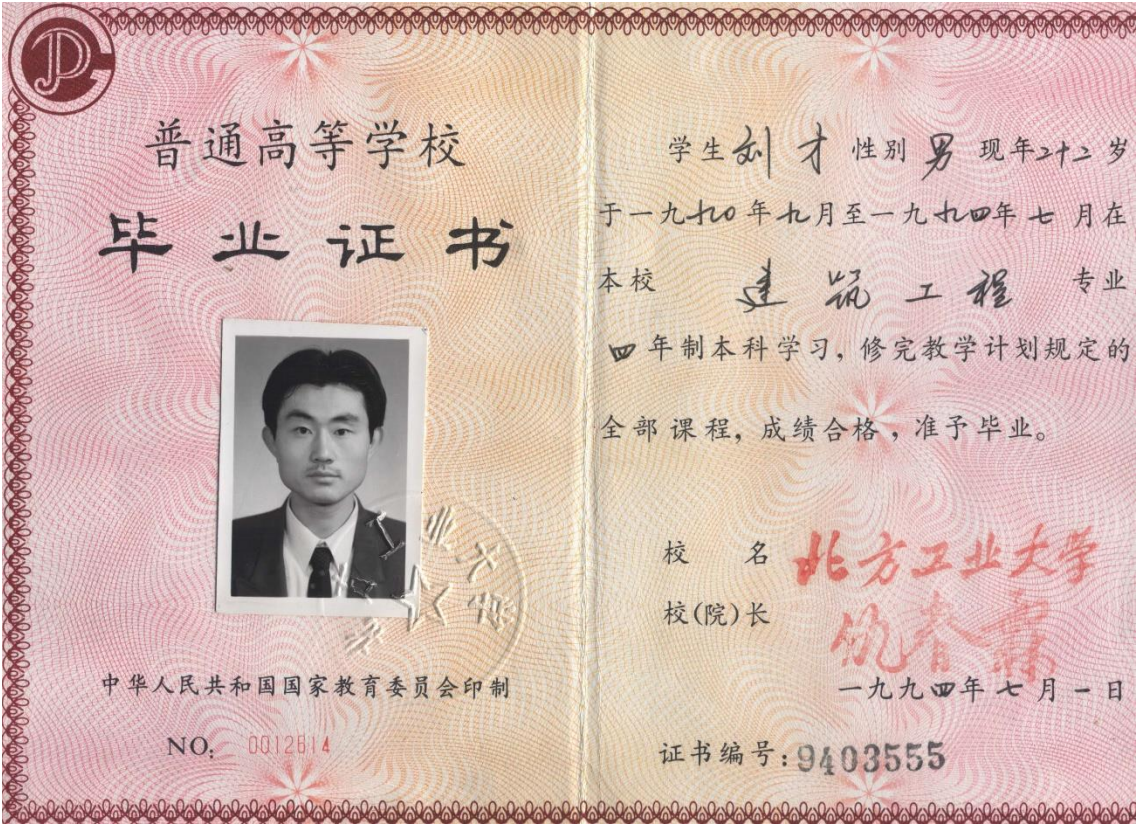 普通高等学校
毕业证书
中华人民共和国国家教育委员会印制
NO: 0012614
学生 刘才 性别 男 现年二十二岁
于一九九0年九月至一九九四年七月在
本校 建筑工程 专业
四年制本科学习,修完教学计划规定的
全部课程,成绩合格,准予毕业。
校名 北方工业大学
校(院)长 仇春霖
一九九四年七月一日
证书编号:9403555